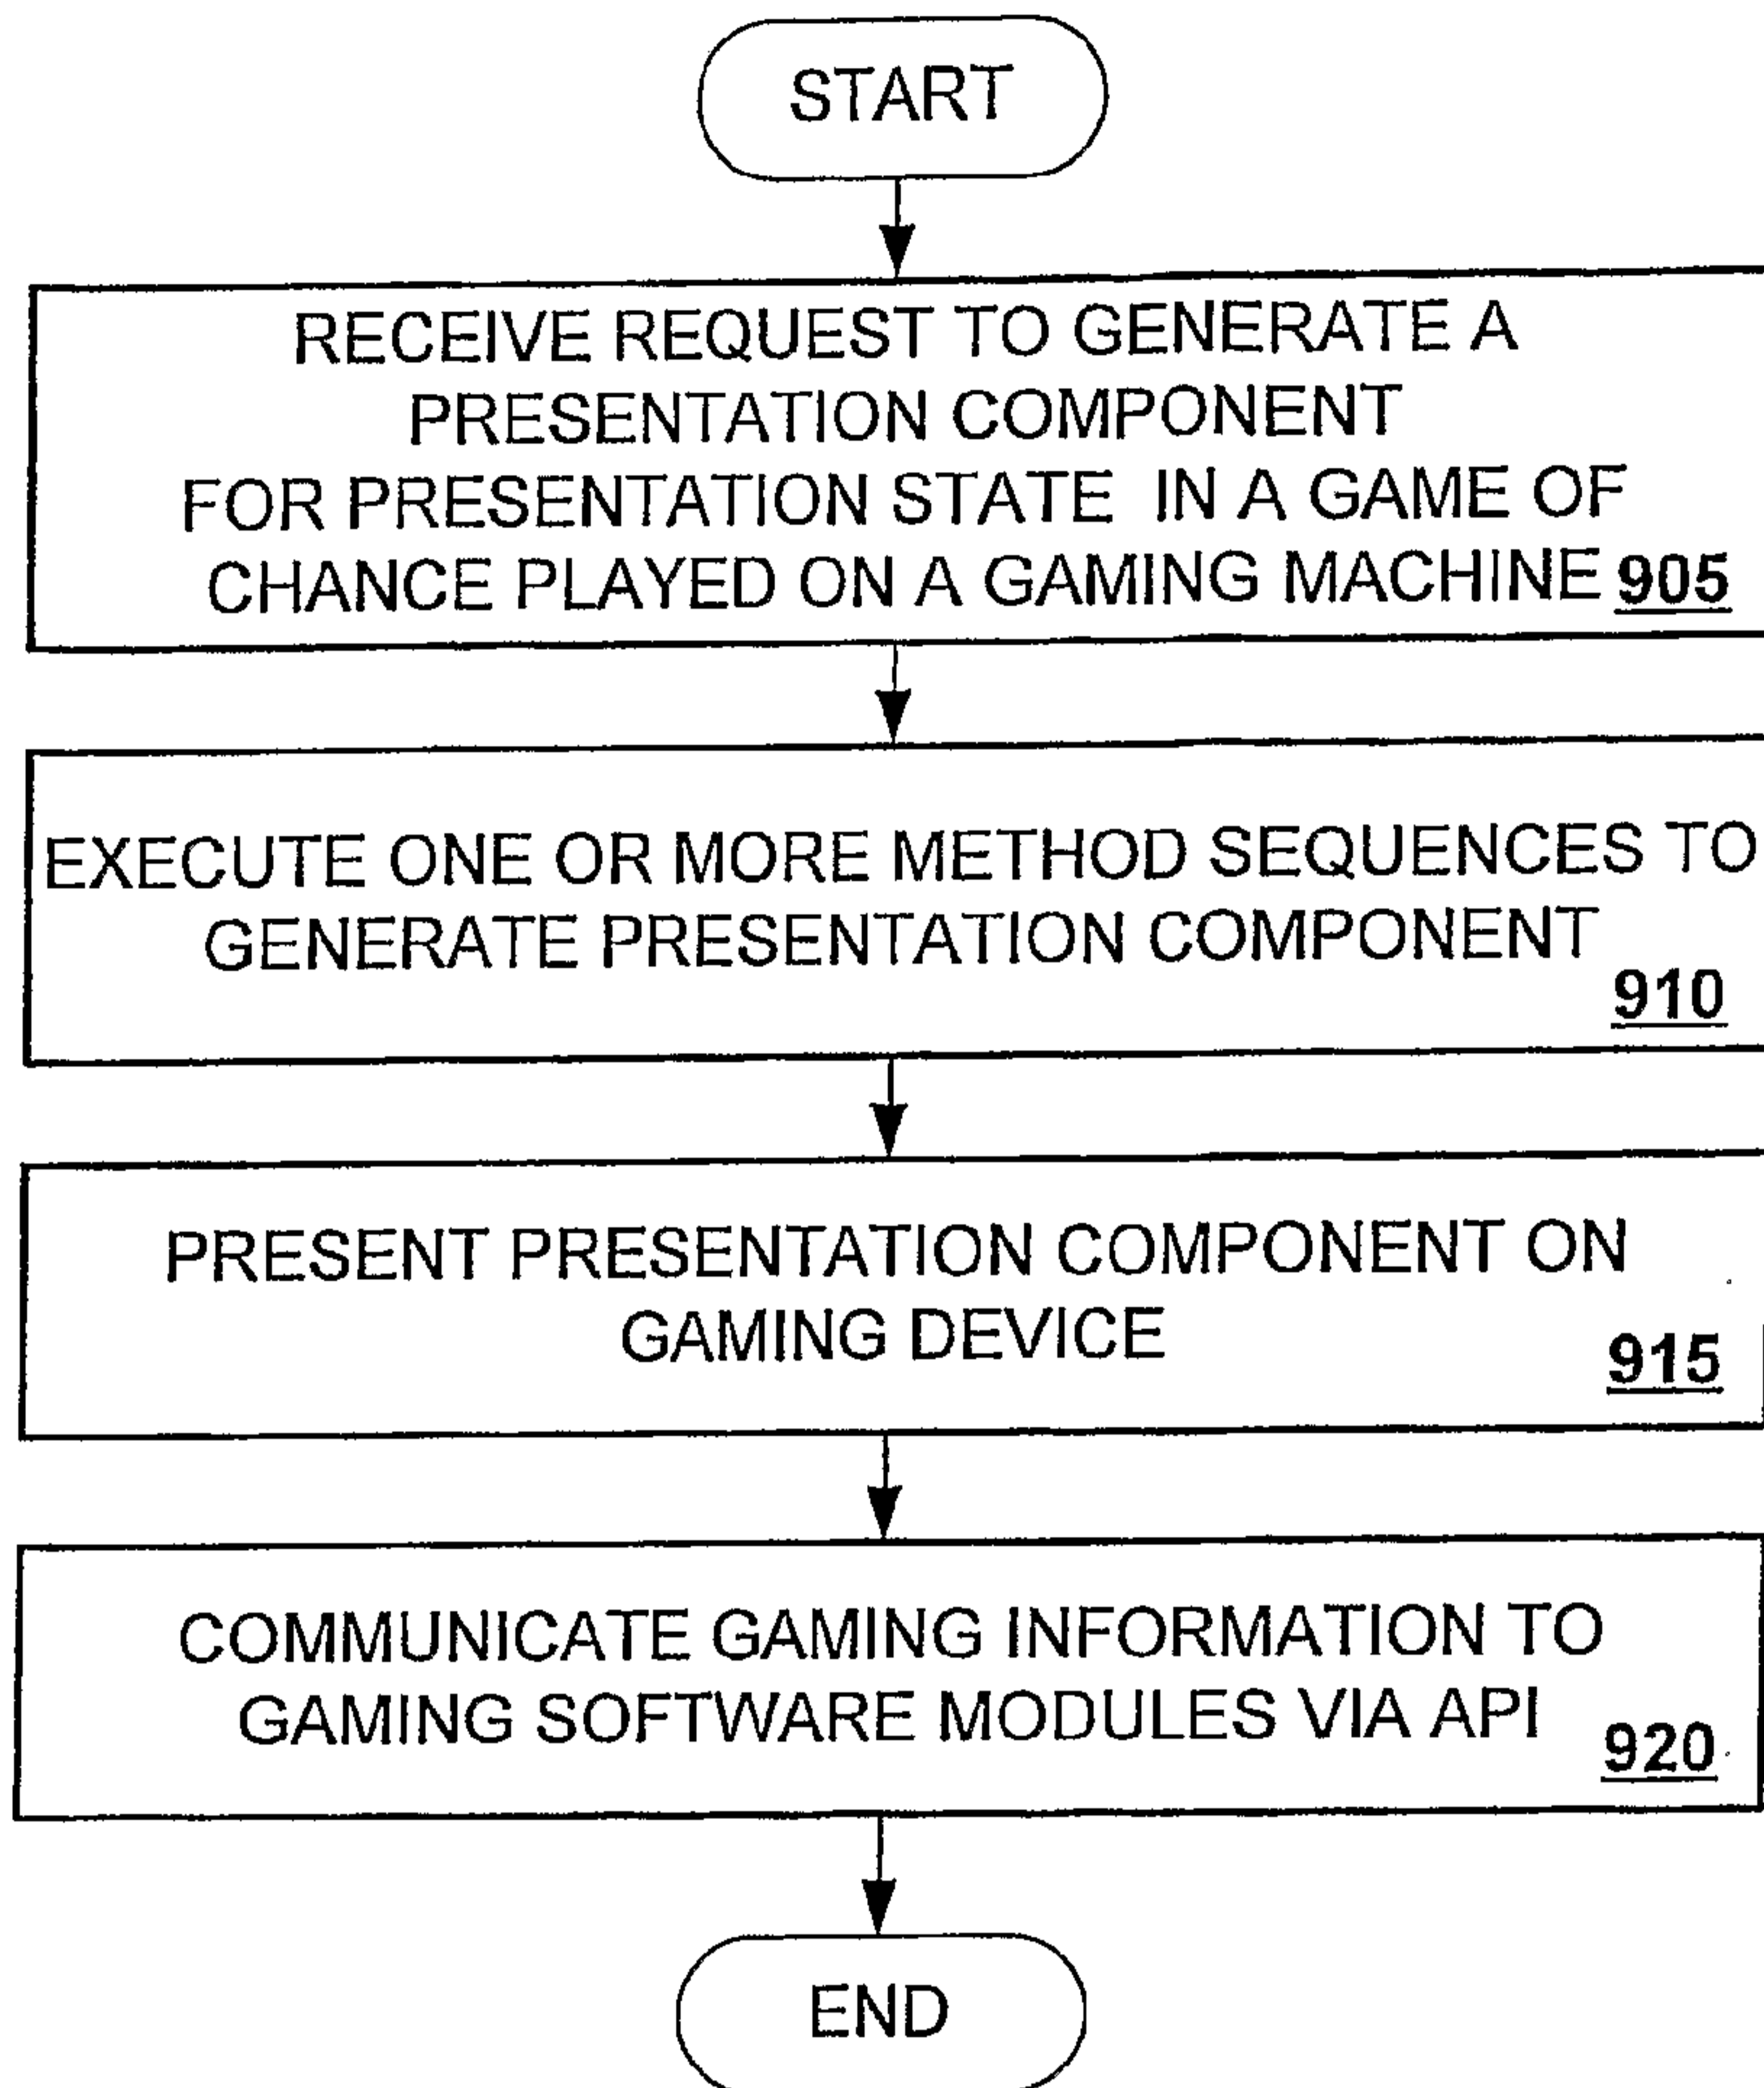 START
RECEIVE REQUEST TO GENERATE A
PRESENTATION COMPONENT
FOR PRESENTATION STATE IN A GAME OF
CHANCE PLAYED ON A GAMING MACHINE 905
EXECUTE ONE OR MORE METHOD SEQUENCES TO
GENERATE PRESENTATION COMPONENT
910
PRESENT PRESENTATION COMPONENT ON
GAMING DEVICE
915
COMMUNICATE GAMING INFORMATION TO
GAMING SOFTWARE MODULES VIA API
920
END